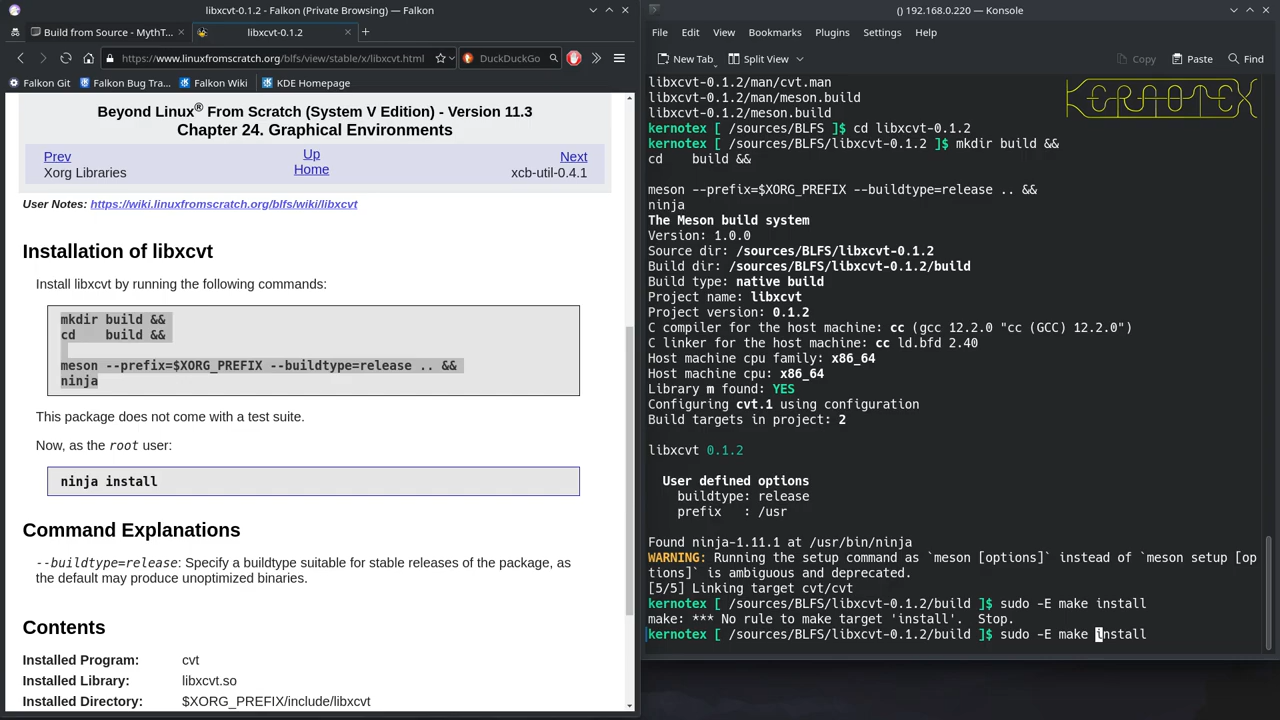 libxcvt-0.1.2 - Falkon (Private Browsing) — Falkon
Build from Source - MythT...
libxcvt-0.1.2
https://www.linuxfromscratch.org/blfs/view/stable/x/libxcvt.html
DuckDuckGo
Falkon Git
Falkon Bug Tra...
Falkon Wiki
KDE Homepage
Beyond Linux® From Scratch (System V Edition) - Version 11.3
Chapter 24. Graphical Environments
Prev
Up
Next
Xorg Libraries
Home
xcb-util-0.4.1
User Notes: https://wiki.linuxfromscratch.org/blfs/wiki/libxcvt
Installation of libxcvt
Install libxcvt by running the following commands:
mkdir build &&
cd    build &&
meson --prefix=$XORG_PREFIX --buildtype=release .. &&
ninja
This package does not come with a test suite.
Now, as the root user:
ninja install
Command Explanations
--buildtype=release: Specify a buildtype suitable for stable releases of the package, as
the default may produce unoptimized binaries.
Contents
Installed Program: cvt
Installed Library: libxcvt.so
Installed Directory: $XORG_PREFIX/include/libxcvt
() 192.168.0.220 — Konsole
File Edit View Bookmarks Plugins Settings Help
New Tab
Split View
Copy
Paste
Find
KERNOTEX
libxcvt-0.1.2/man/cvt.man
libxcvt-0.1.2/man/meson.build
libxcvt-0.1.2/meson.build
kernotex [ /sources/BLFS ]$ cd libxcvt-0.1.2
kernotex [ /sources/BLFS/libxcvt-0.1.2 ]$ mkdir build &&
cd    build &&
meson --prefix=$XORG_PREFIX --buildtype=release .. &&
ninja
The Meson build system
Version: 1.0.0
Source dir: /sources/BLFS/libxcvt-0.1.2
Build dir: /sources/BLFS/libxcvt-0.1.2/build
Build type: native build
Project name: libxcvt
Project version: 0.1.2
C compiler for the host machine: cc (gcc 12.2.0 "cc (GCC) 12.2.0")
C linker for the host machine: cc ld.bfd 2.40
Host machine cpu family: x86_64
Host machine cpu: x86_64
Library m found: YES
Configuring cvt.1 using configuration
Build targets in project: 2
libxcvt 0.1.2
User defined options
buildtype: release
prefix   : /usr
Found ninja-1.11.1 at /usr/bin/ninja
WARNING: Running the setup command as `meson [options]` instead of `meson setup [op
tions]` is ambiguous and deprecated.
[5/5] Linking target cvt/cvt
kernotex [ /sources/BLFS/libxcvt-0.1.2/build ]$ sudo -E make install
make: *** No rule to make target 'install'.  Stop.
kernotex [ /sources/BLFS/libxcvt-0.1.2/build ]$ sudo -E make install